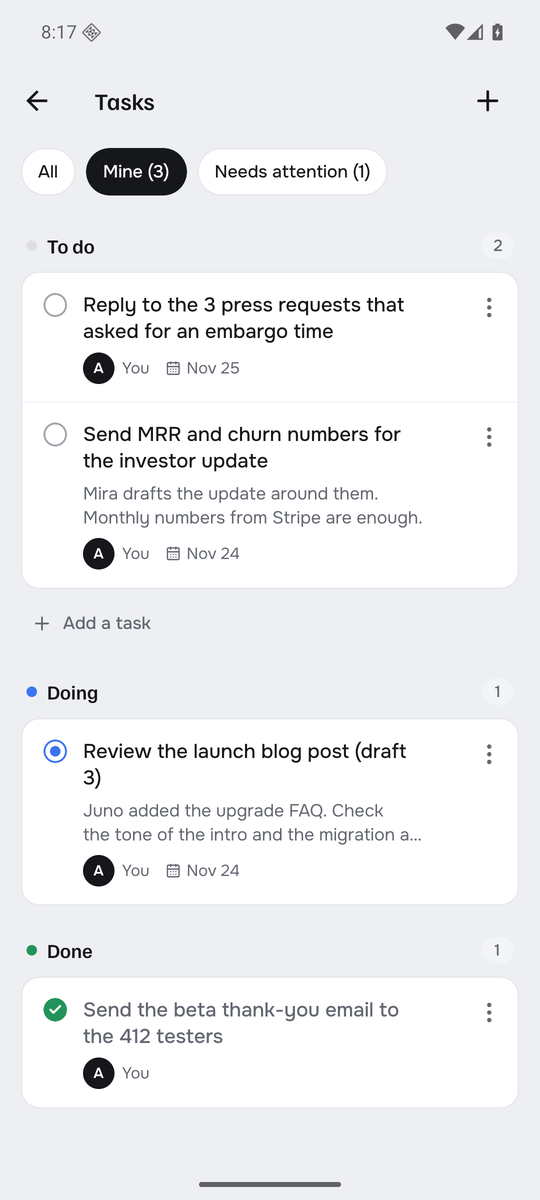 8:17
Tasks
All
Mine (3)
Needs attention (1)
To do
2
Reply to the 3 press requests that
asked for an embargo time
A
You
Nov 25
Send MRR and churn numbers for
the investor update
Mira drafts the update around them.
Monthly numbers from Stripe are enough.
A
You
Nov 24
Add a task
Doing
1
Review the launch blog post (draft
3)
Juno added the upgrade FAQ. Check
the tone of the intro and the migration a...
A
You
Nov 24
Done
1
Send the beta thank-you email to
the 412 testers
A
You